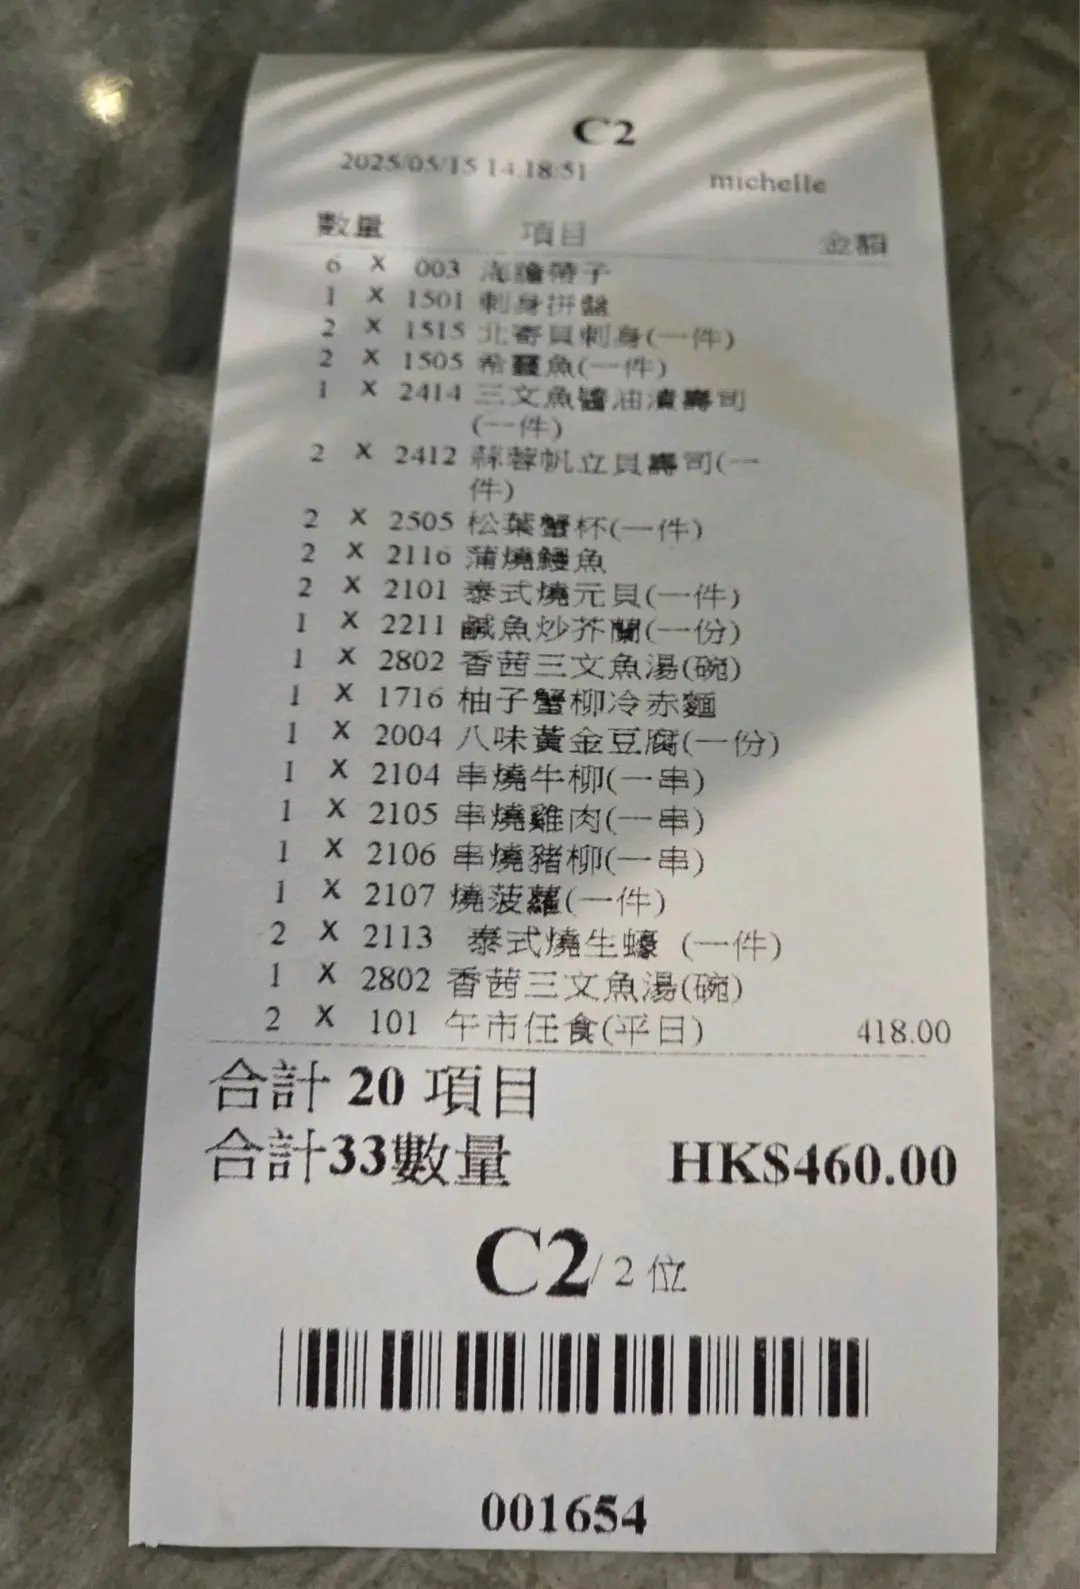 C2
2025/05/15 14:18:51 michelle
數量 項目 金額
6 X 003 海膽帶子
1 X 1501 刺身拼盤
2 X 1515 北寄貝刺身(一件)
2 X 1505 希靈魚(一件)
1 X 2414 三文魚醬油漬壽司
(一件)
2 X 2412 蒜蓉帆立貝壽司(一
件)
2 X 2505 松葉蟹杯(一件)
2 X 2116 蒲燒鰻魚
2 X 2101 泰式燒元貝(一件)
1 X 2211 鹹魚炒芥蘭(一份)
1 X 2802 香茜三文魚湯(碗)
1 X 1716 柚子蟹柳冷赤麵
1 X 2004 八味黃金豆腐(一份)
1 X 2104 串燒牛柳(一串)
1 X 2105 串燒雞肉(一串)
1 X 2106 串燒豬柳(一串)
1 X 2107 燒菠蘿(一件)
2 X 2113 泰式燒生蠔 (一件)
1 X 2802 香茜三文魚湯(碗)
2 X 101 午市任食(平日) 418.00
合計 20 項目
合計33數量 HK$460.00
C2/ 2 位
001654